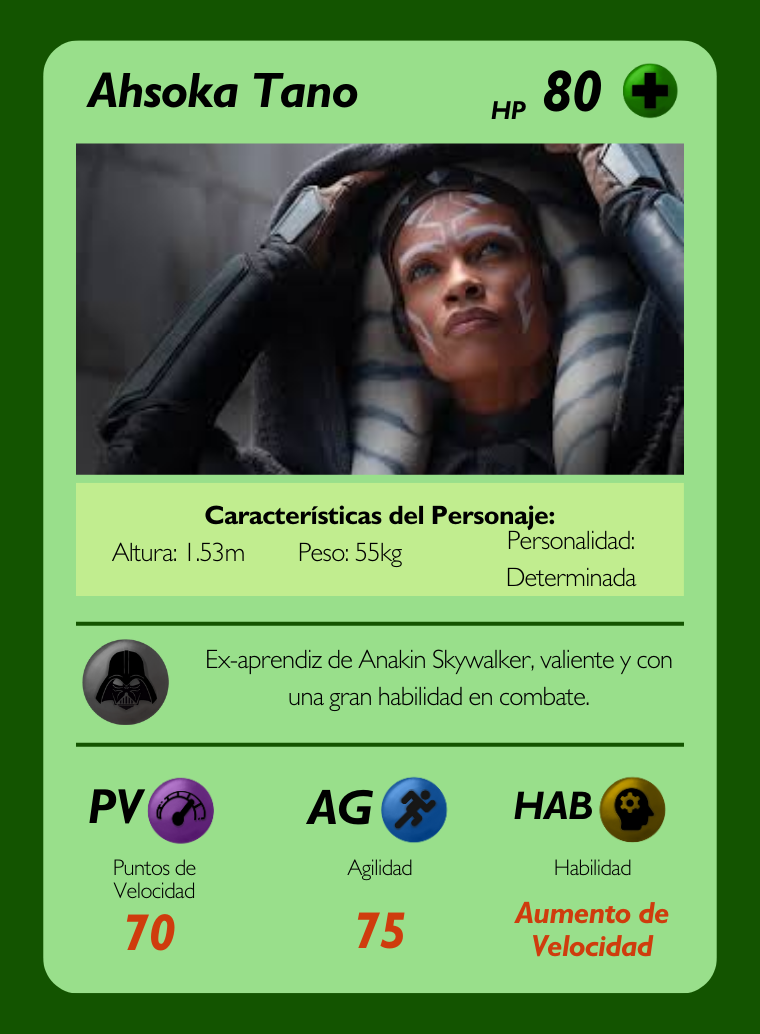 Ahsoka Tano
HP 80
Características del Personaje:
Altura: 1.53m
Peso: 55kg
Personalidad:
Determinada
Ex-aprendiz de Anakin Skywalker, valiente y con
una gran habilidad en combate.
PV
Puntos de
Velocidad
70
AG
Agilidad
75
HAB
Habilidad
Aumento de
Velocidad